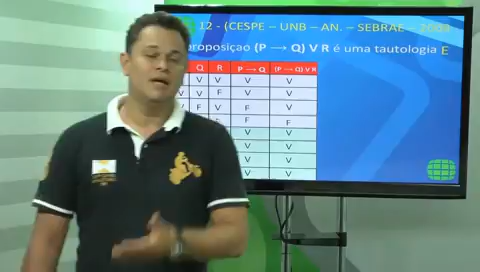 12 - (CESPE – UNB – AN. – SEBRAE – 2008
proposição (P → Q) V R é uma tautologia E
Q R P → Q (P → Q) V R
V V V V
V F V V
F V V
F F
V V
V V
V V
V V